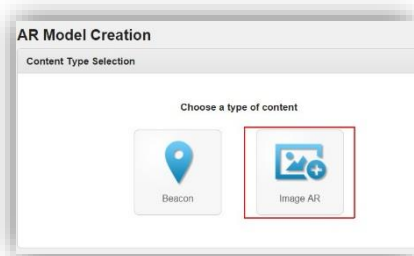 AR Model Creation
Content Type Selection
Choose a type of content
Beacon
Image AR